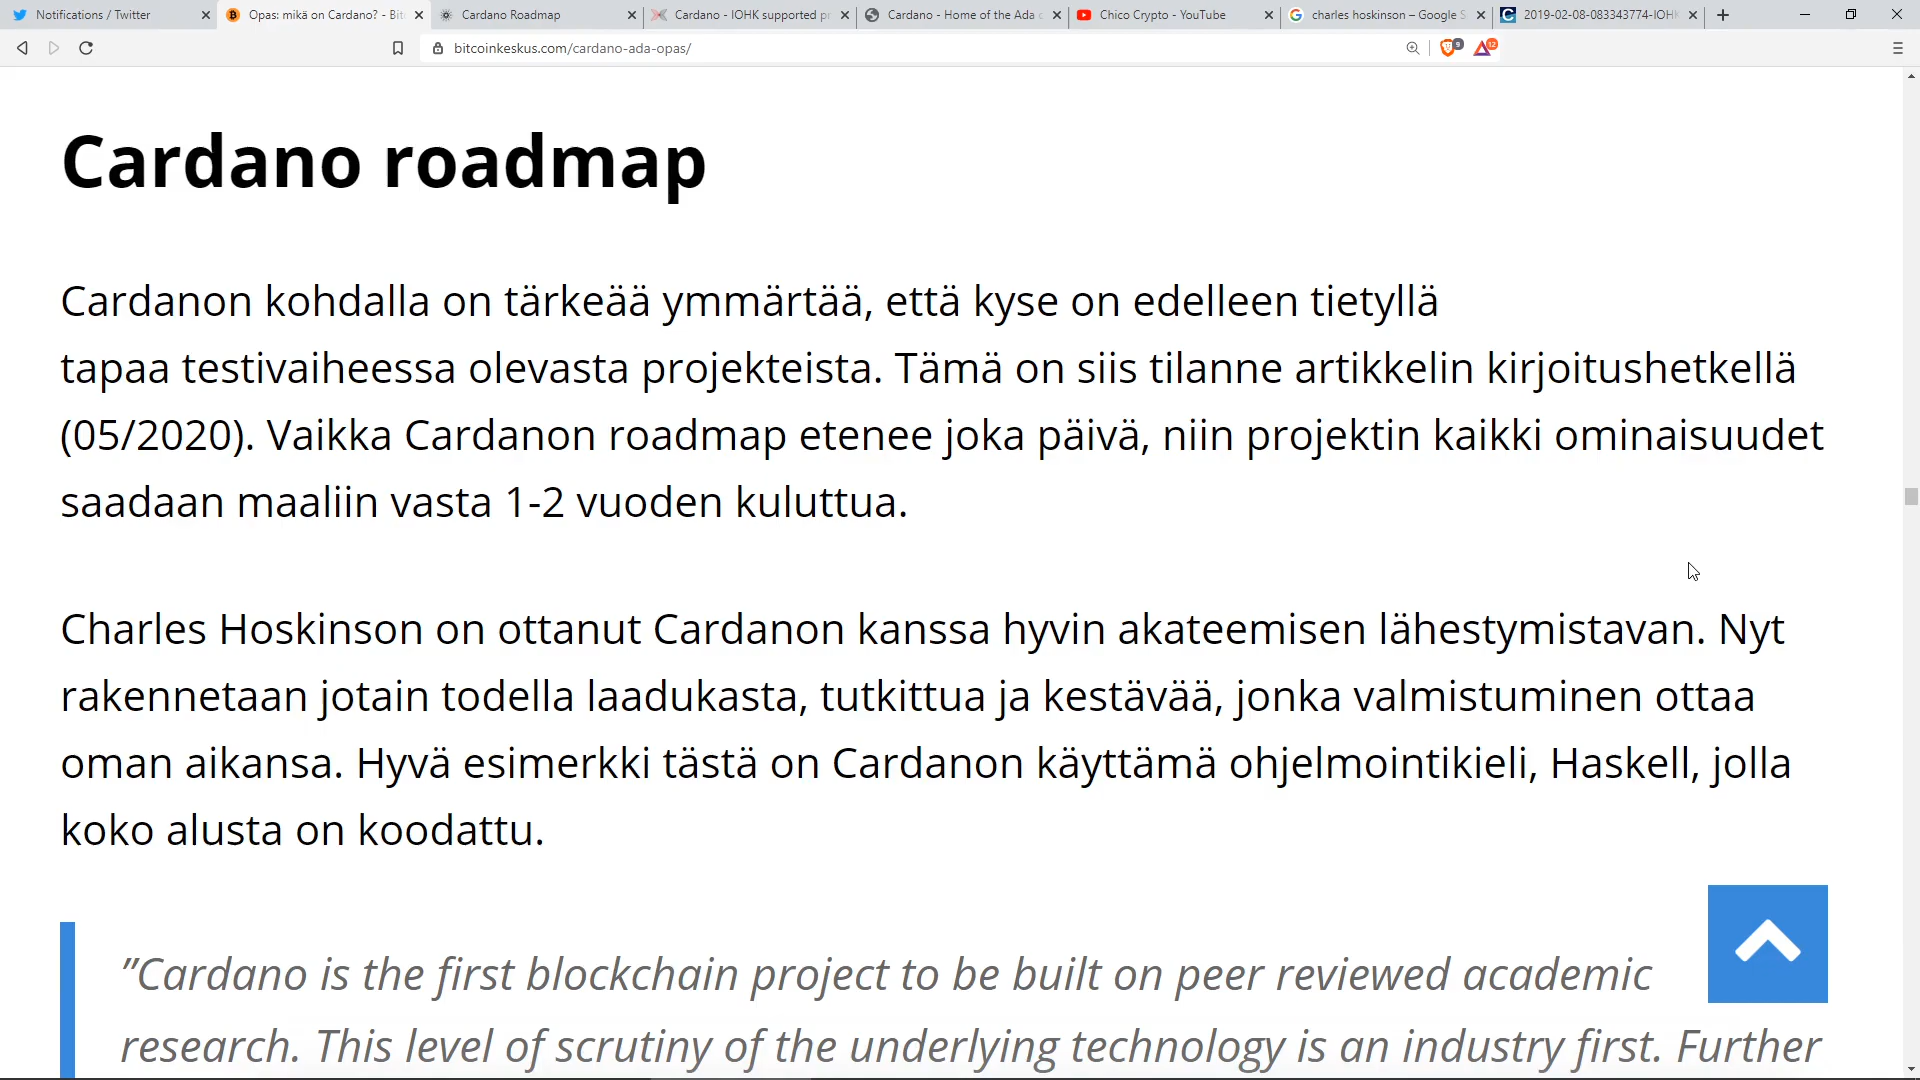 Notifications / Twitter
Opas: mikä on Cardano? - Bi
Cardano Roadmap
Cardano - IOHK supported p
Cardano - Home of the Ada c
Chico Crypto - YouTube
charles hoskinson – Google S
2019-02-08-083343774-IOHK
bitcoinkeskus.com/cardano-ada-opas/
9
12
Cardano roadmap
Cardanon kohdalla on tärkeää ymmärtää, että kyse on edelleen tietyllä
tapaa testivaiheessa olevasta projekteista. Tämä on siis tilanne artikkelin kirjoitushetkellä
(05/2020). Vaikka Cardanon roadmap etenee joka päivä, niin projektin kaikki ominaisuudet
saadaan maaliin vasta 1-2 vuoden kuluttua.
Charles Hoskinson on ottanut Cardanon kanssa hyvin akateemisen lähestymistavan. Nyt
rakennetaan jotain todella laadukasta, tutkittua ja kestävää, jonka valmistuminen ottaa
oman aikansa. Hyvä esimerkki tästä on Cardanon käyttämä ohjelmointikieli, Haskell, jolla
koko alusta on koodattu.
”Cardano is the first blockchain project to be built on peer reviewed academic
research. This level of scrutiny of the underlying technology is an industry first. Further